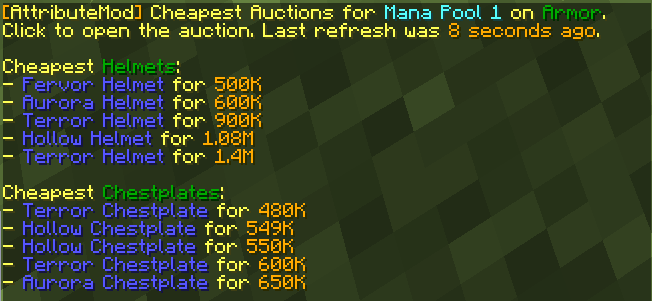 [AttributeMod] Cheapest Auctions for Mana Pool 1 on Armor.
Click to open the auction. Last refresh was 8 seconds ago.
Cheapest Helmets:
- Fervor Helmet for 500K
- Aurora Helmet for 600K
- Terror Helmet for 900K
- Hollow Helmet for 1.08M
- Terror Helmet for 1.4M
Cheapest Chestplates:
- Terror Chestplate for 480K
- Hollow Chestplate for 549K
- Hollow Chestplate for 550K
- Terror Chestplate for 600K
- Aurora Chestplate for 650K